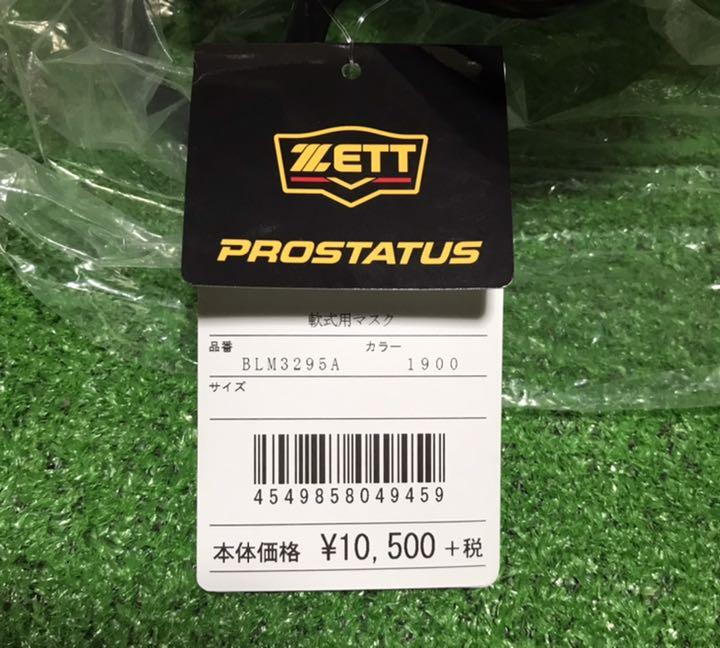 ZETT
PROSTATUS
軟式用マスク
品番 カラー
BLM3295A 1900
サイズ
4549858049459
本体価格 ¥10,500 +税